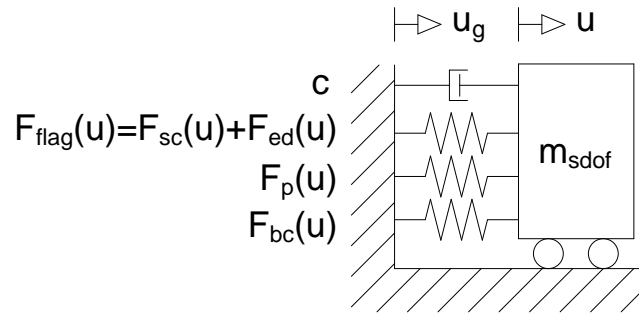 u_g u
c
F_flag(u)=F_sc(u)+F_ed(u)
F_p(u)
m_sdof
F_bc(u)